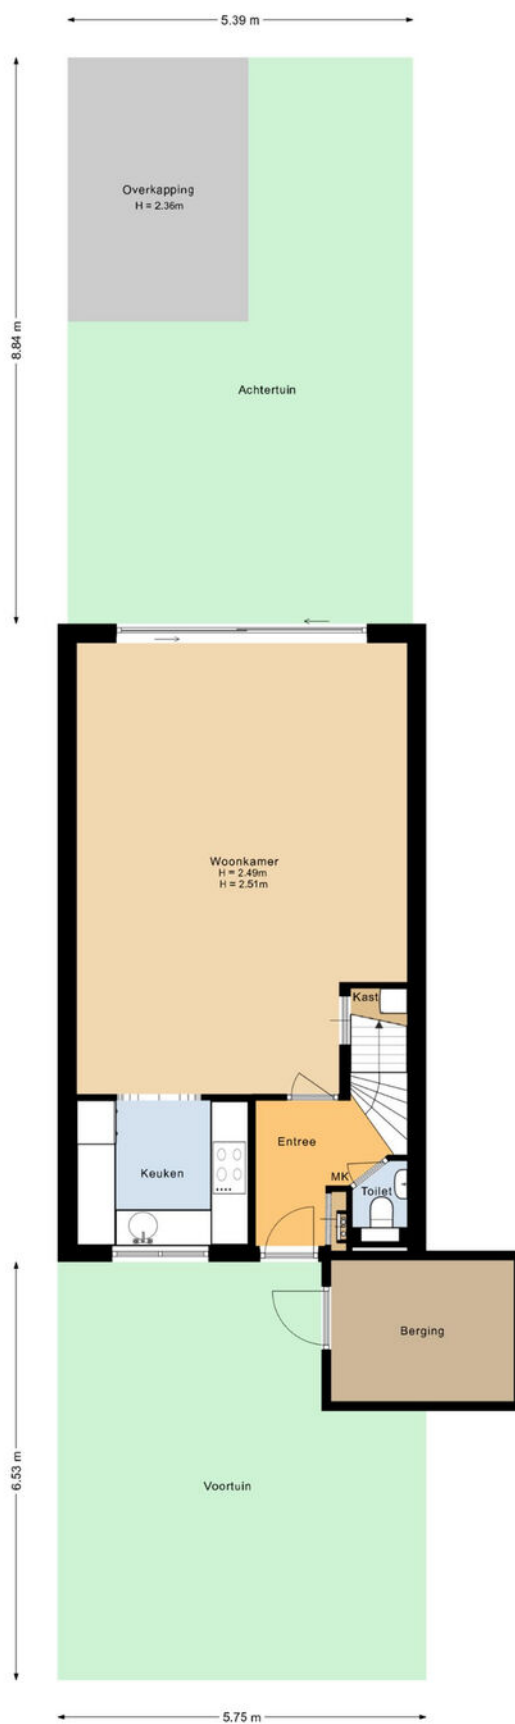 5.39 m
Overkapping
H = 2.36m
8.84 m
Achtertuin
Woonkamer
H = 2.49m
H = 2.51m
Kast
Entree
Keuken
MK
Toilet
Berging
6.53 m
Voortuin
5.75 m